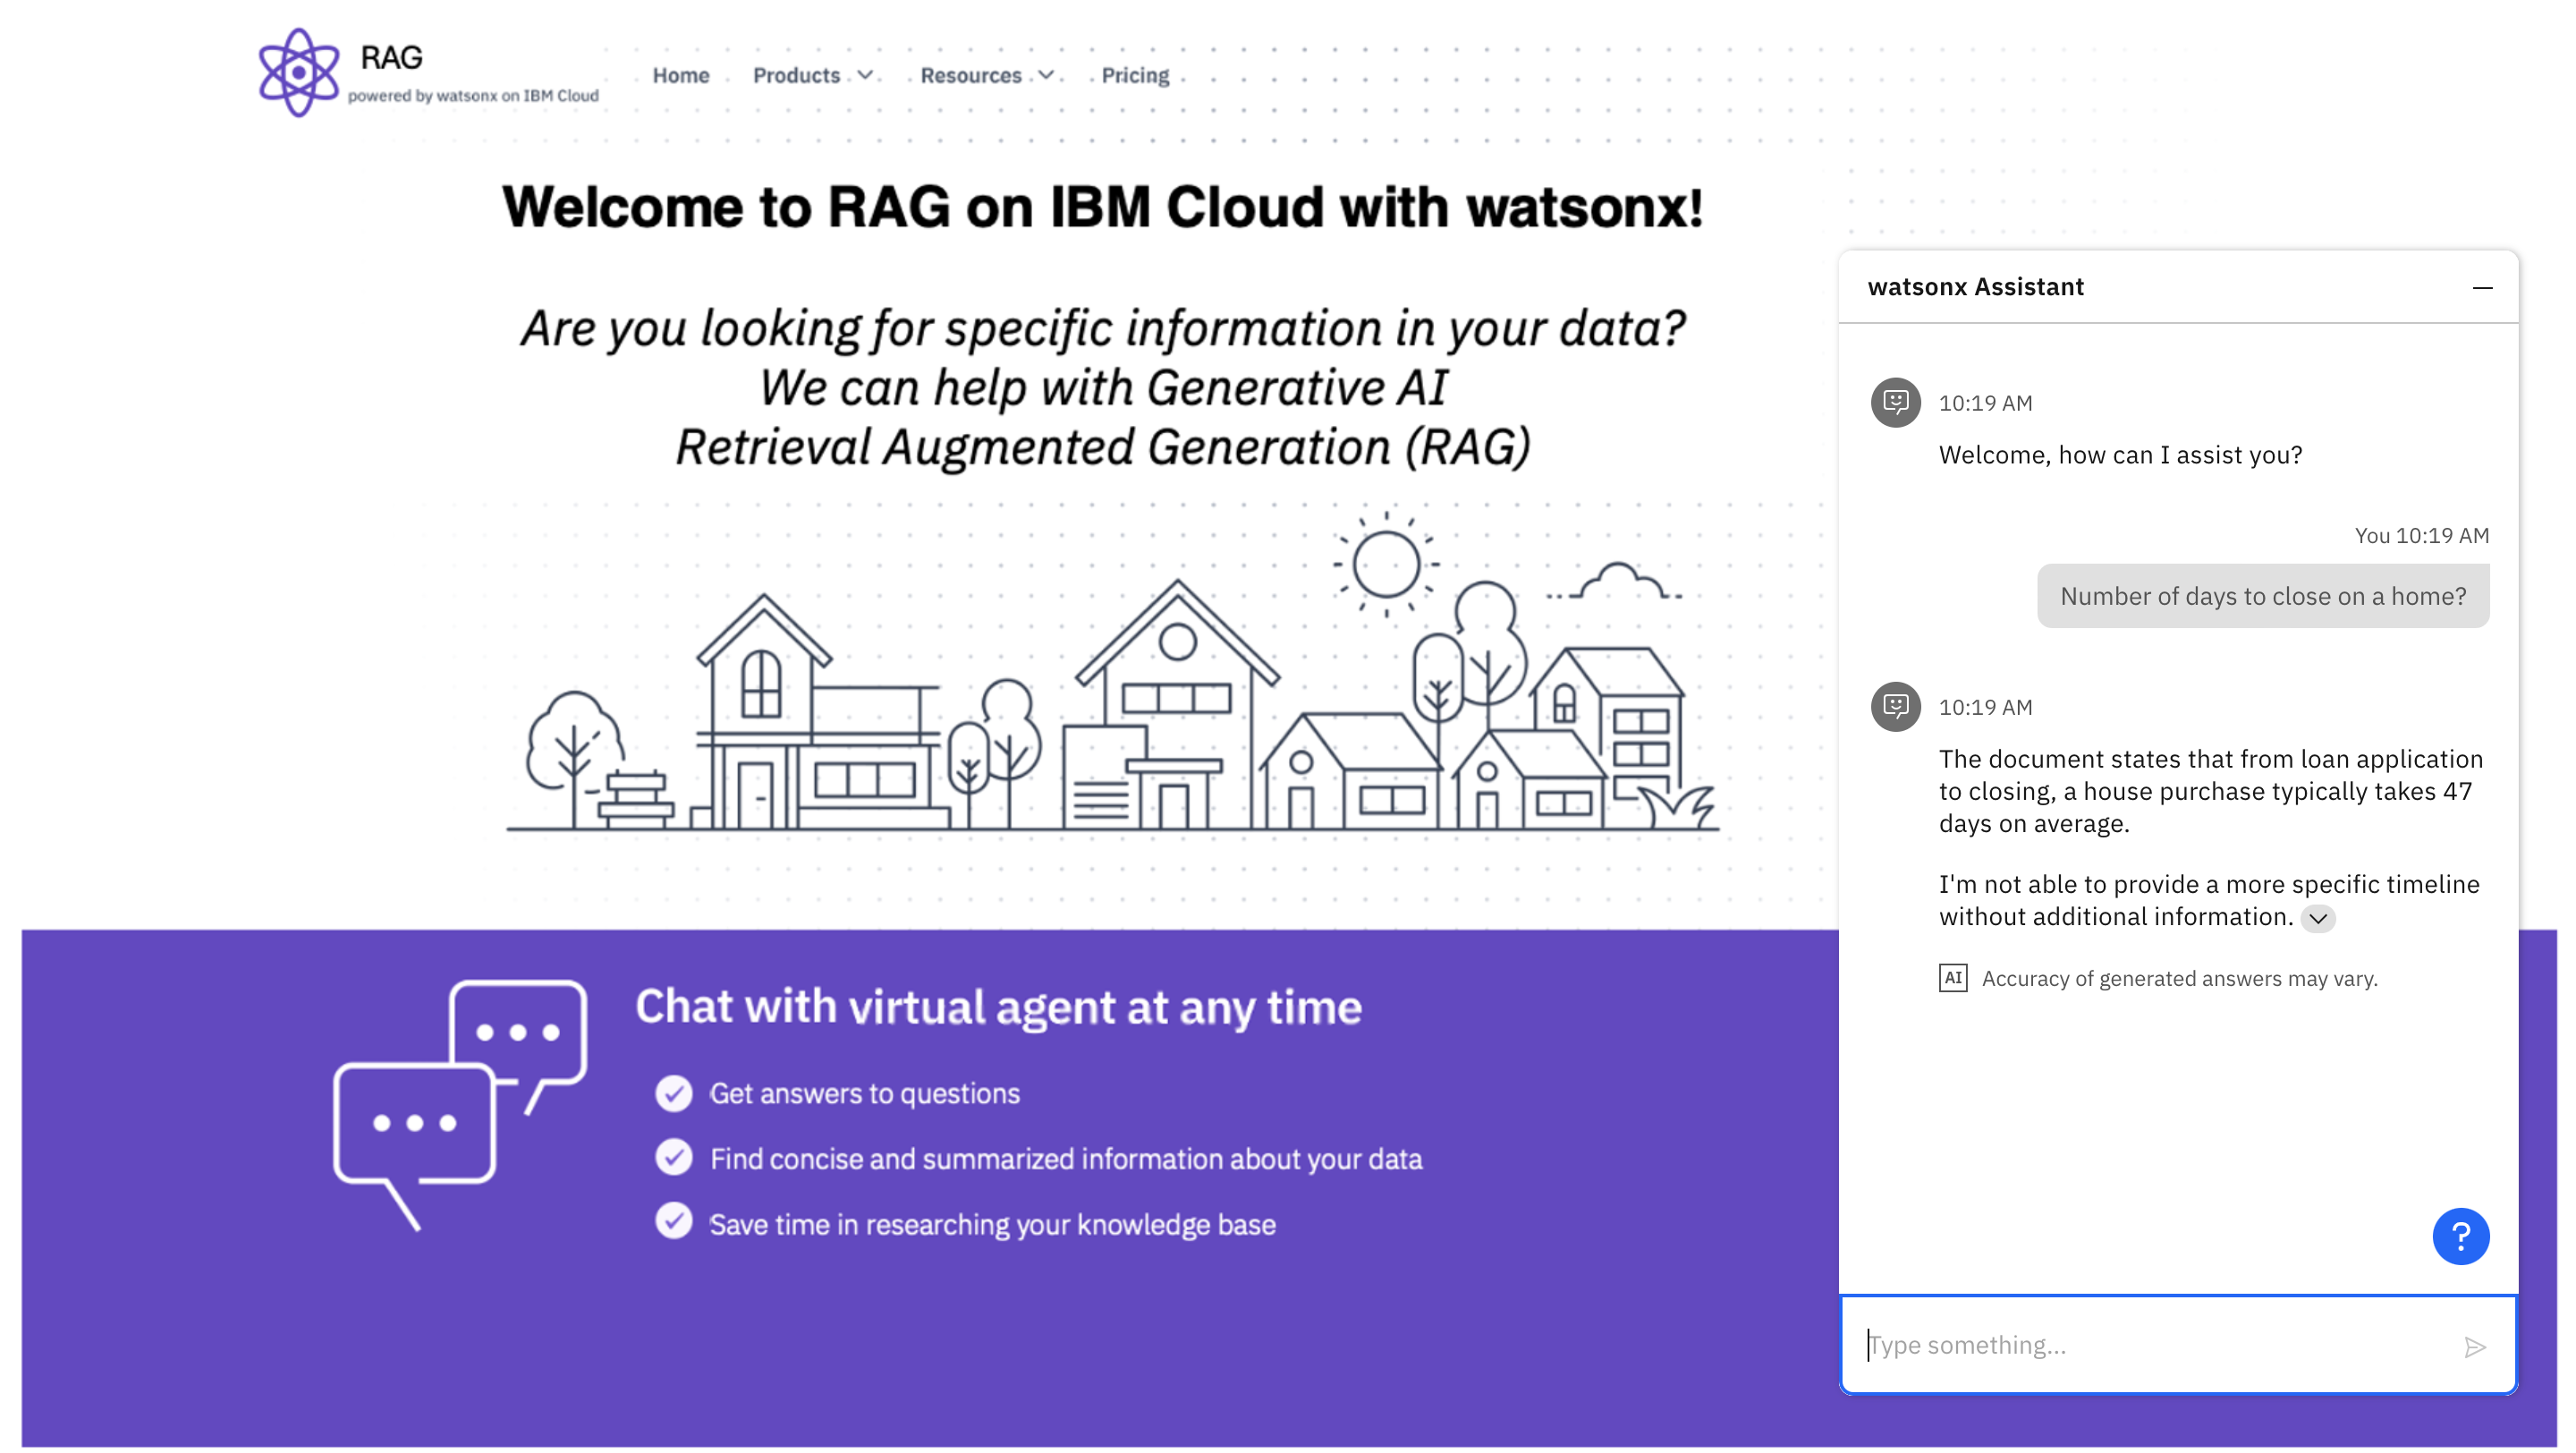 RAG
powered by watsonx on IBM Cloud
Home
Products
Resources
Pricing
Welcome to RAG on IBM Cloud with watsonx!
Are you looking for specific information in your data?
We can help with Generative AI
Retrieval Augmented Generation (RAG)
Chat with virtual agent at any time
Get answers to questions
Find concise and summarized information about your data
Save time in researching your knowledge base
watsonx Assistant
10:19 AM
Welcome, how can I assist you?
You 10:19 AM
Number of days to close on a home?
10:19 AM
The document states that from loan application
to closing, a house purchase typically takes 47
days on average.
I'm not able to provide a more specific timeline
without additional information.
AI Accuracy of generated answers may vary.
?
Type something...